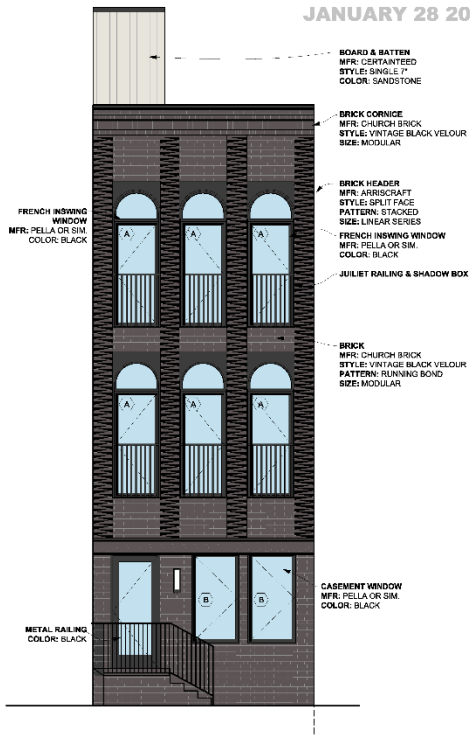 JANUARY 28 20
BOARD & BATTEN
MFR: CERTAINTEED
STYLE: SINGLE 7"
COLOR: SANDSTONE
BRICK CORNICE
MFR: CHURCH BRICK
STYLE: VINTAGE BLACK VELOUR
SIZE: MODULAR
BRICK HEADER
MFR: ARRISCRAFT
STYLE: SPLIT FACE
PATTERN: STACKED
SIZE: LINEAR SERIES
FRENCH INSWING
WINDOW
MFR: PELLA OR SIM.
COLOR: BLACK
FRENCH INSWING WINDOW
MFR: PELLA OR SIM.
COLOR: BLACK
A A A
JUILIET RAILING & SHADOW BOX
BRICK
MFR: CHURCH BRICK
STYLE: VINTAGE BLACK VELOUR
PATTERN: RUNNING BOND
SIZE: MODULAR
A A A
CASEMENT WINDOW
MFR: PELLA OR SIM.
COLOR: BLACK
B B
METAL RAILING
COLOR: BLACK